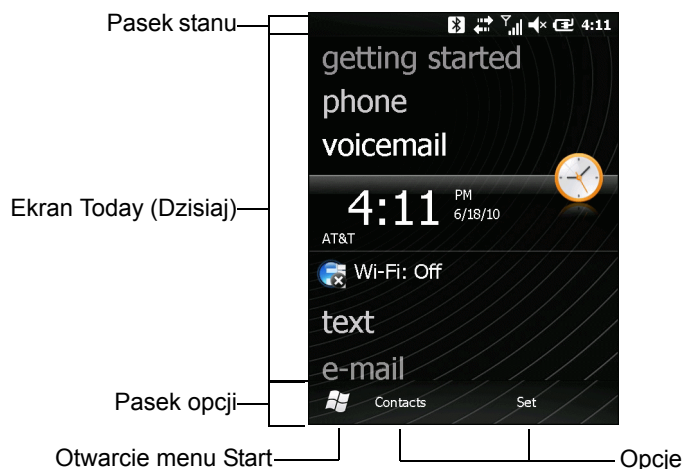 Pasek stanu
4:11
getting started
phone
voicemail
Ekran Today (Dzisiaj)
4:11 PM
6/18/10
AT&T
Wi-Fi: Off
text
e-mail
Pasek opcji
Contacts Set
Otwarcie menu Start
Opcje